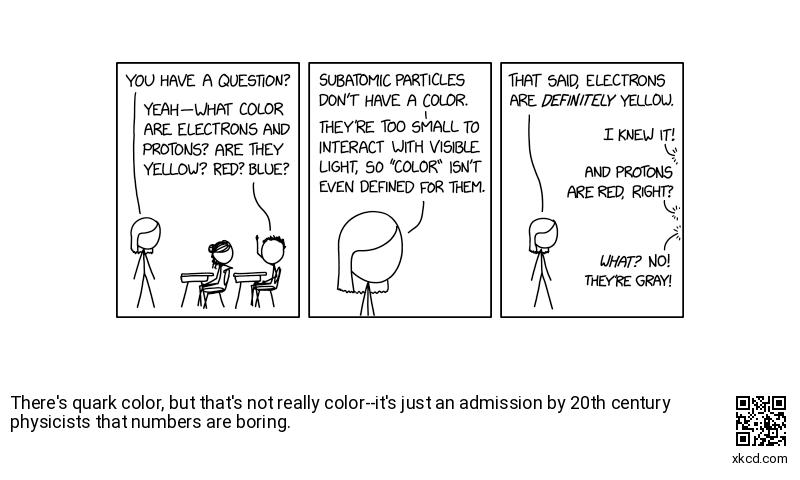 YOU HAVE A QUESTION?
YEAH—WHAT COLOR
ARE ELECTRONS AND
PROTONS? ARE THEY
YELLOW? RED? BLUE?
SUBATOMIC PARTICLES
DON'T HAVE A COLOR.
THEY'RE TOO SMALL TO
INTERACT WITH VISIBLE
LIGHT, SO "COLOR" ISN'T
EVEN DEFINED FOR THEM.
THAT SAID, ELECTRONS
ARE DEFINITELY YELLOW.
I KNEW IT!
AND PROTONS
ARE RED, RIGHT?
WHAT? NO!
THEY'RE GRAY!
There's quark color, but that's not really color--it's just an admission by 20th century
physicists that numbers are boring.
xkcd.com